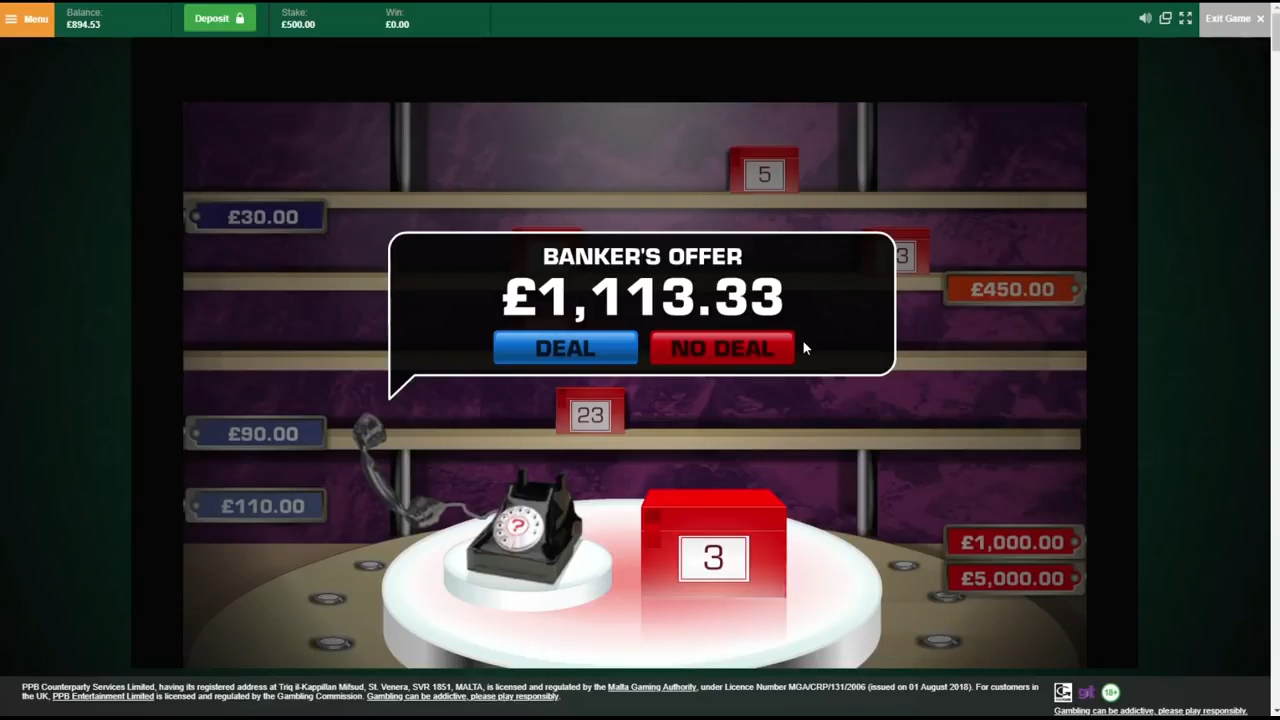 Menu
Balance:
£894.53
Deposit
Stake:
£500.00
Win:
£0.00
Exit Game ×
5
£30.00
3
£450.00
BANKER'S OFFER
£1,113.33
DEAL
NO DEAL
23
£90.00
£110.00
?
3
£1,000.00
£5,000.00
PPB Counterparty Services Limited, having its registered address at Triq il-Kappillan Mifsud, St. Venera, SVR 1851, MALTA, is licensed and regulated by the Malta Gaming Authority, under Licence Number MGA/CRP/131/2006 (issued on 01 August 2018). For customers in
the UK, PPB Entertainment Limited is licensed and regulated by the Gambling Commission. Gambling can be addictive, please play responsibly.
18+
Gambling can be addictive, please play responsibly.